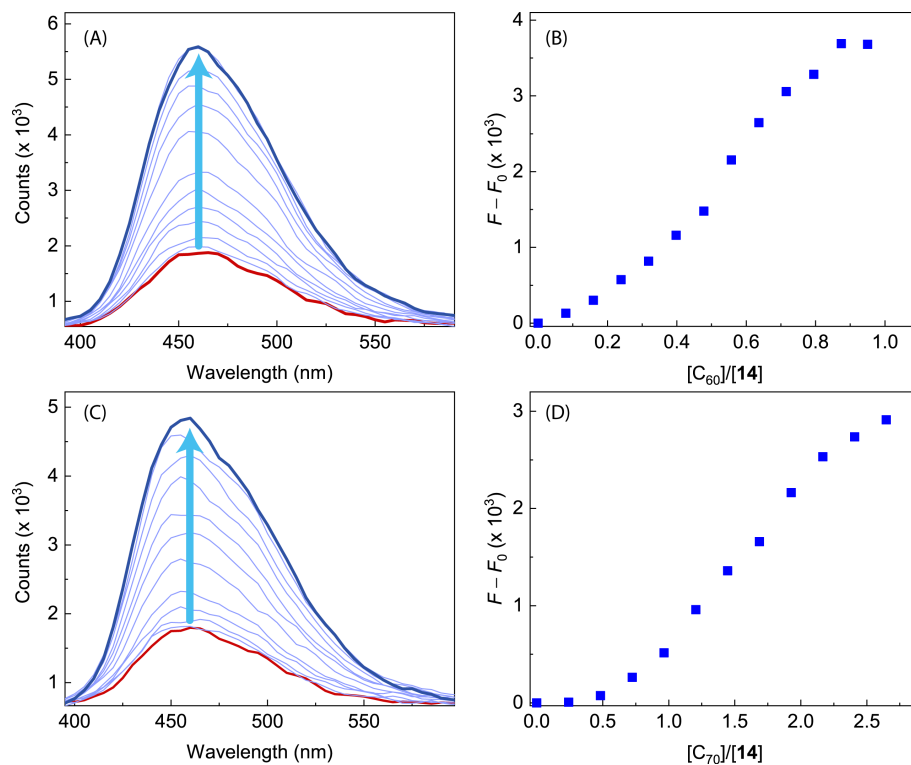 (A)
Counts (x 10³)
6
5
4
3
2
1
400 450 500 550
Wavelength (nm)
(B)
F – F₀ (x 10³)
4
3
2
1
0
0.0 0.2 0.4 0.6 0.8 1.0
[C₆₀]/[14]
(C)
Counts (x 10³)
5
4
3
2
1
400 450 500 550
Wavelength (nm)
(D)
F – F₀ (x 10³)
3
2
1
0
0.0 0.5 1.0 1.5 2.0 2.5
[C₇₀]/[14]